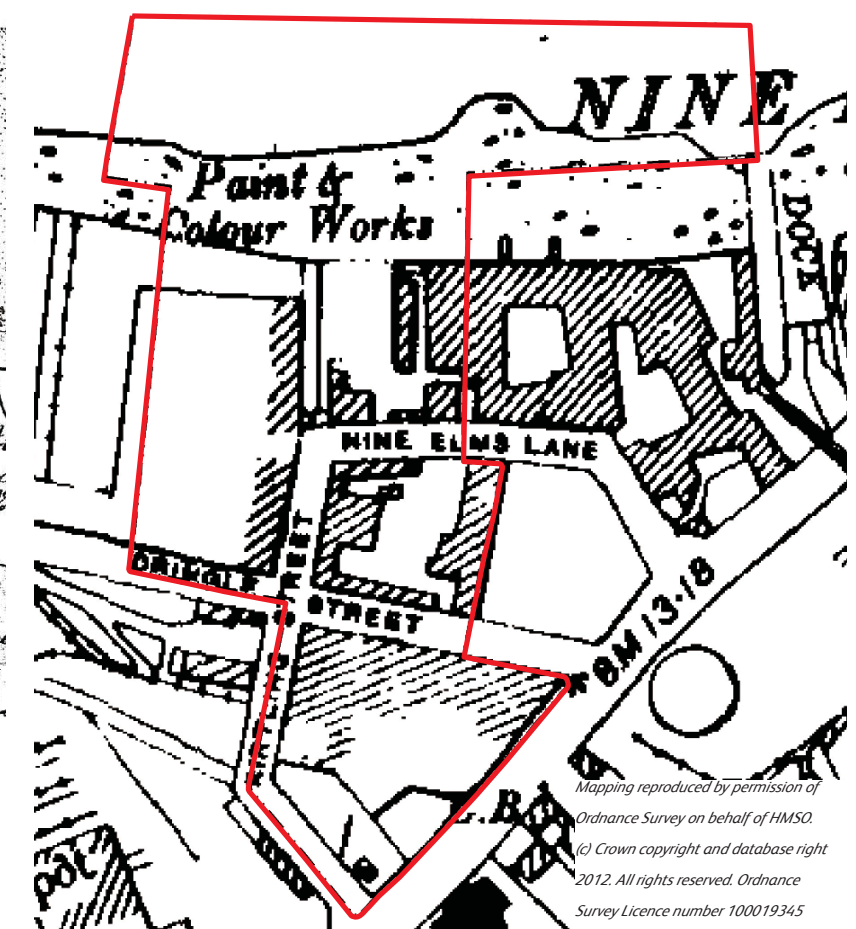 NINE
Paint &
Colour Works
DOCK
NINE ELMS LANE
STREET
B.M 13·18
L.B.
pôt
Mapping reproduced by permission of
Ordnance Survey on behalf of HMSO.
(c) Crown copyright and database right
2012. All rights reserved. Ordnance
Survey Licence number 100019345